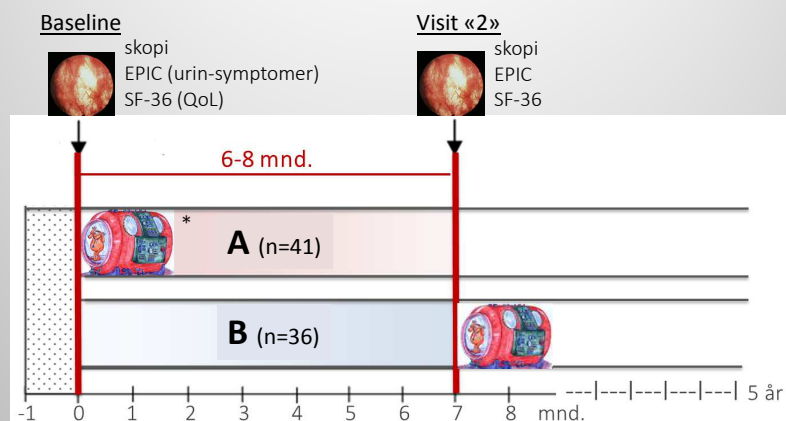 Baseline
skopi
EPIC (urin-symptomer)
SF-36 (QoL)
Visit «2»
skopi
EPIC
SF-36
6-8 mnd.
*
A (n=41)
B (n=36)
-1 0 1 2 3 4 5 6 7 8 mnd. 5 år